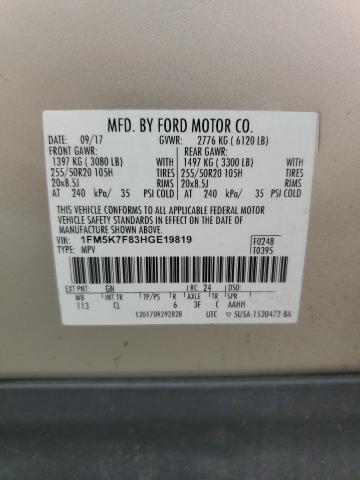 MFD. BY FORD MOTOR CO.
DATE: 09/17 GVWR: 2776 KG ( 6120 LB)
FRONT GAWR: REAR GAWR:
1397 KG ( 3080 LB) WITH 1497 KG ( 3300 LB) WITH
255/50R20 105H TIRES 255/50R20 105H TIRES
20x8.5J RIMS 20x8.5J RIMS
AT 240 kPa/ 35 PSI COLD AT 240 kPa/ 35 PSI COLD
THIS VEHICLE CONFORMS TO ALL APPLICABLE FEDERAL MOTOR
VEHICLE SAFETY STANDARDS IN EFFECT ON THE DATE OF
MANUFACTURE SHOWN ABOVE.
VIN: 1FM5K7F83HGE19819 F0248
TYPE: MPV T0395
EXT PNT: GN RC: 24 DSO:
WB INT TR TP/PS R AXLE TR SPR
113 CL 6 3F C AAHH
12017092928​28 UTC ▽ 5U5A-1520472-BA